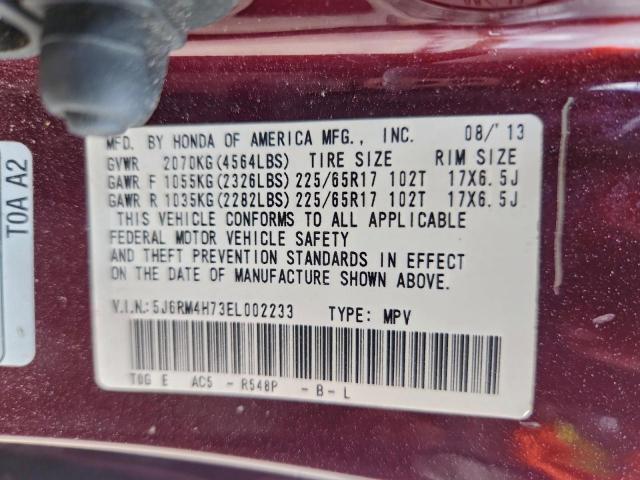 MFD. BY HONDA OF AMERICA MFG., INC. 08/'13
GVWR 2070KG(4564LBS) TIRE SIZE RIM SIZE
GAWR F 1055KG(2326LBS) 225/65R17 102T 17X6.5J
GAWR R 1035KG(2282LBS) 225/65R17 102T 17X6.5J
THIS VEHICLE CONFORMS TO ALL APPLICABLE
FEDERAL MOTOR VEHICLE SAFETY
AND THEFT PREVENTION STANDARDS IN EFFECT
ON THE DATE OF MANUFACTURE SHOWN ABOVE.
V.I.N.:5J6RM4H73EL002233 TYPE: MPV
T0G E AC5 - R548P - B - L
T0A A2